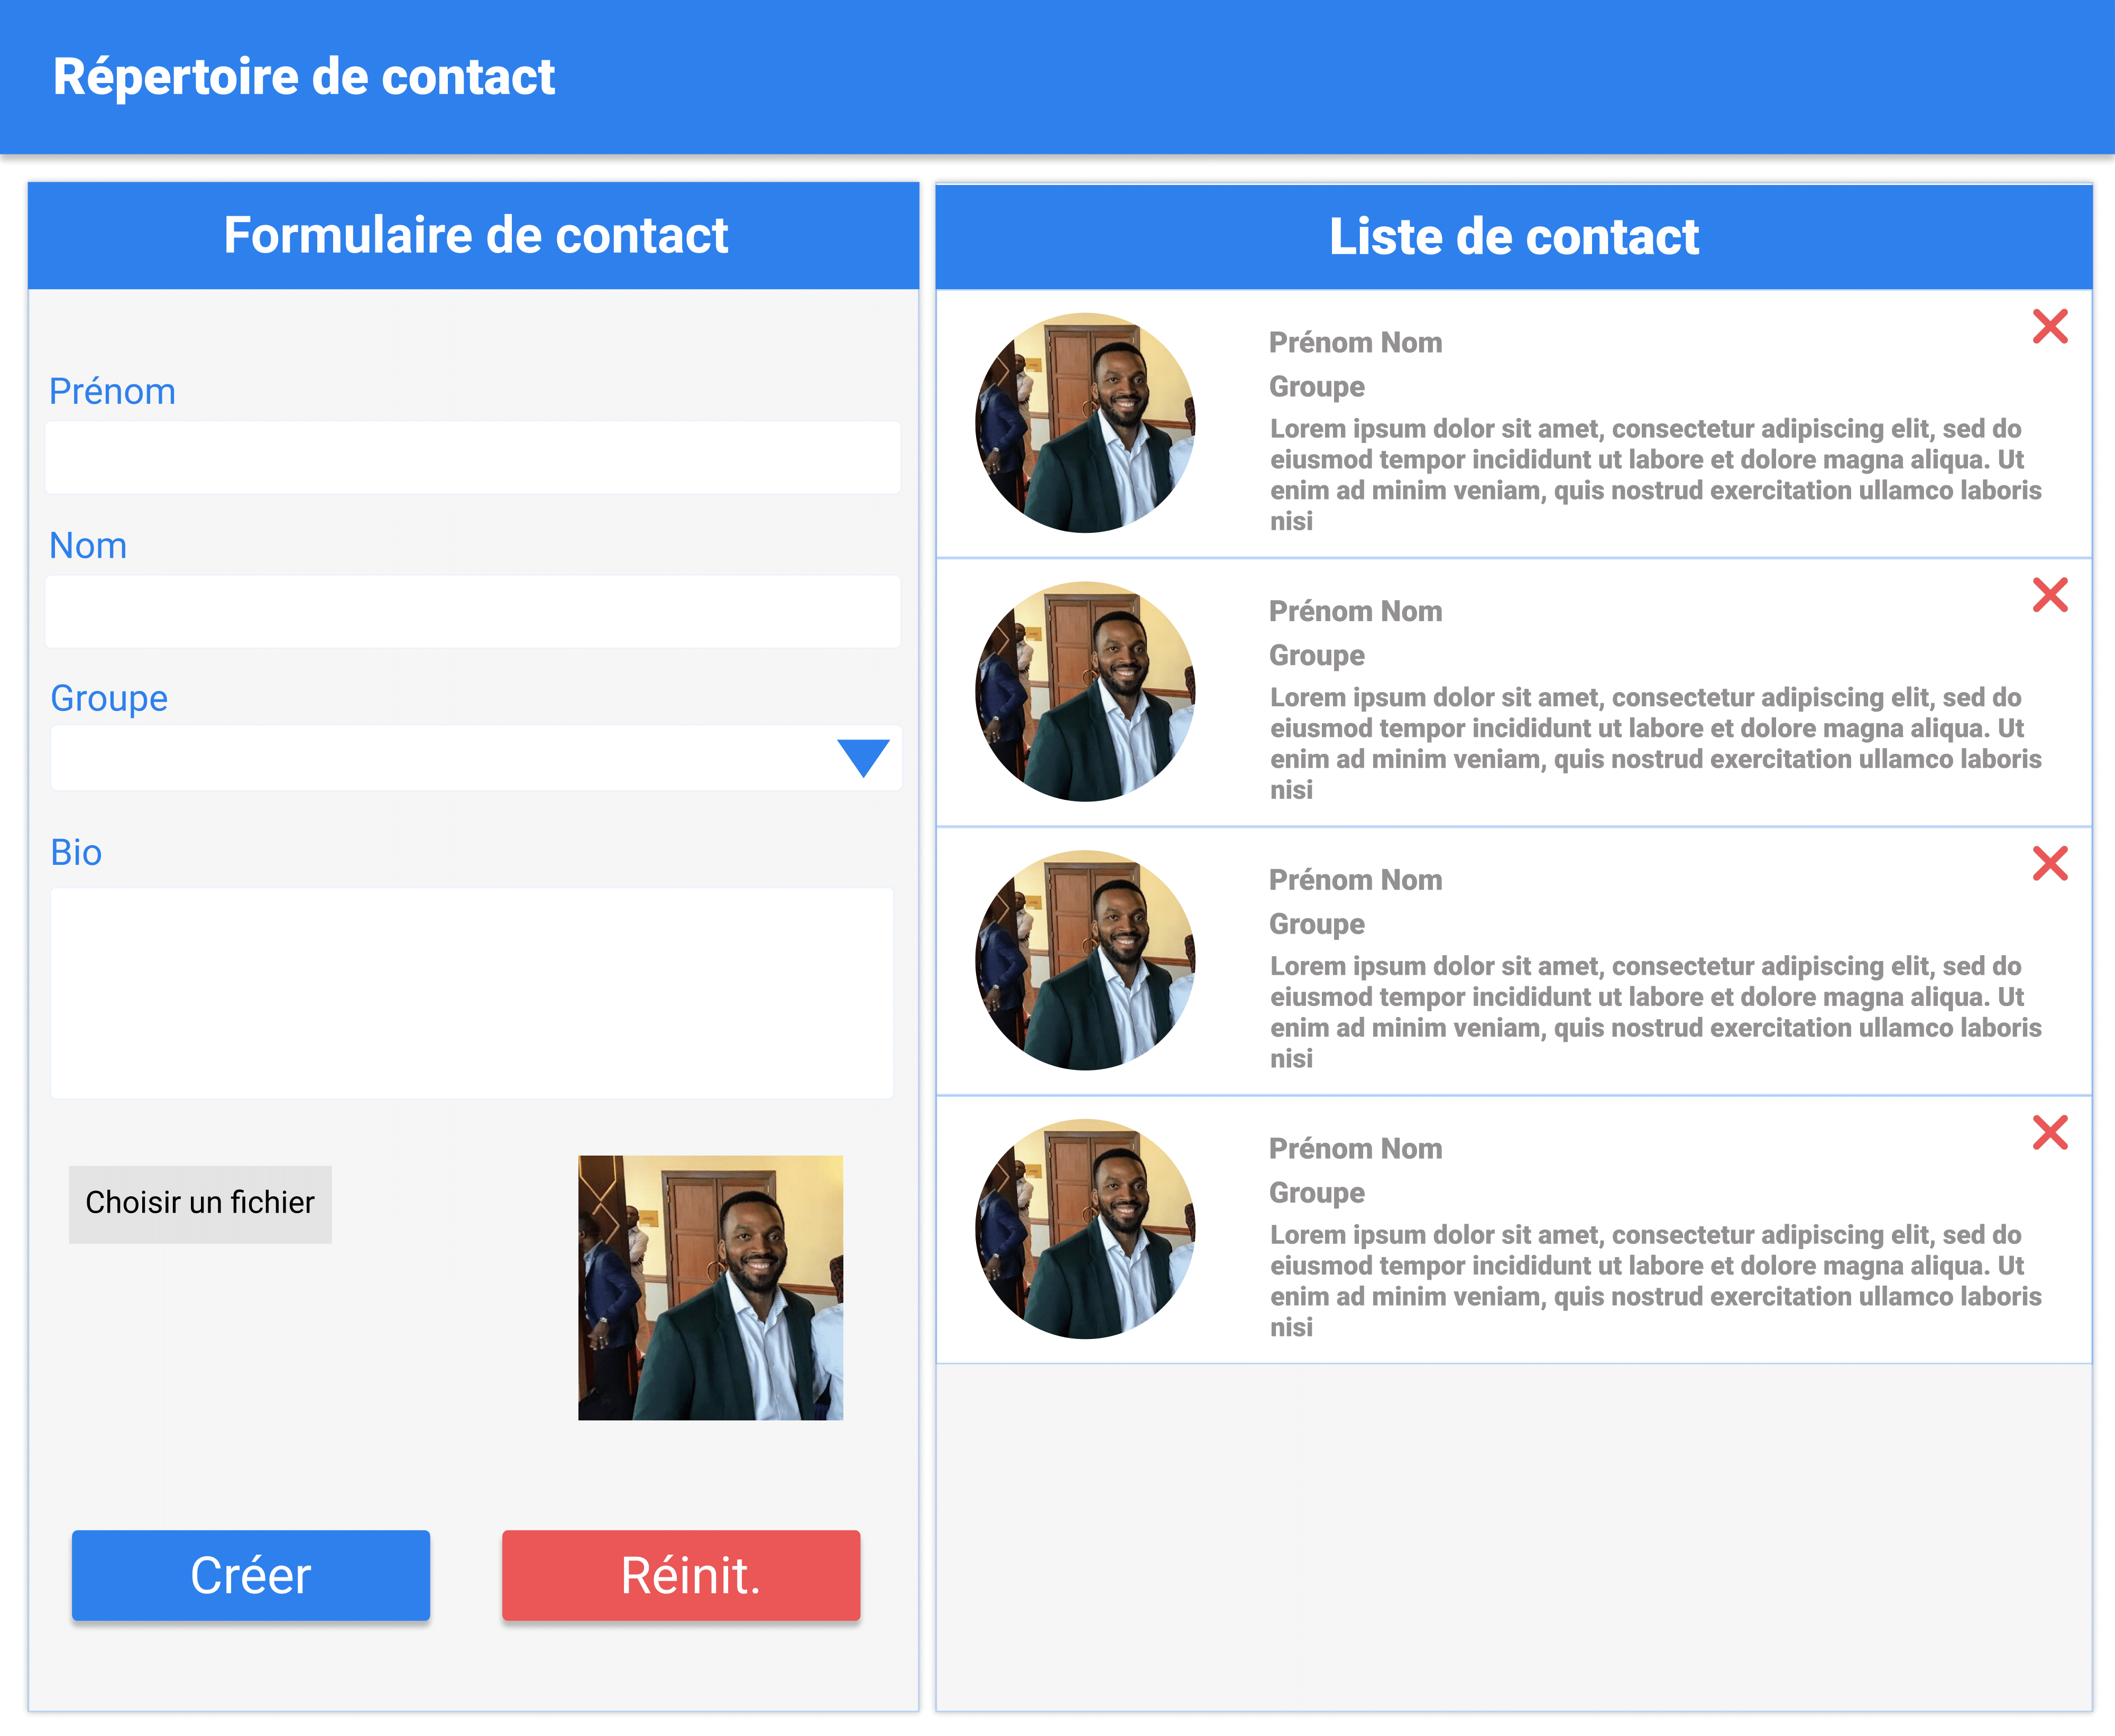 Répertoire de contact
Formulaire de contact
Prénom
Nom
Groupe
Bio
Choisir un fichier
Créer
Réinit.
Liste de contact
Prénom Nom
Groupe
Lorem ipsum dolor sit amet, consectetur adipiscing elit, sed do
eiusmod tempor incididunt ut labore et dolore magna aliqua. Ut
enim ad minim veniam, quis nostrud exercitation ullamco laboris
nisi
Prénom Nom
Groupe
Lorem ipsum dolor sit amet, consectetur adipiscing elit, sed do
eiusmod tempor incididunt ut labore et dolore magna aliqua. Ut
enim ad minim veniam, quis nostrud exercitation ullamco laboris
nisi
Prénom Nom
Groupe
Lorem ipsum dolor sit amet, consectetur adipiscing elit, sed do
eiusmod tempor incididunt ut labore et dolore magna aliqua. Ut
enim ad minim veniam, quis nostrud exercitation ullamco laboris
nisi
Prénom Nom
Groupe
Lorem ipsum dolor sit amet, consectetur adipiscing elit, sed do
eiusmod tempor incididunt ut labore et dolore magna aliqua. Ut
enim ad minim veniam, quis nostrud exercitation ullamco laboris
nisi